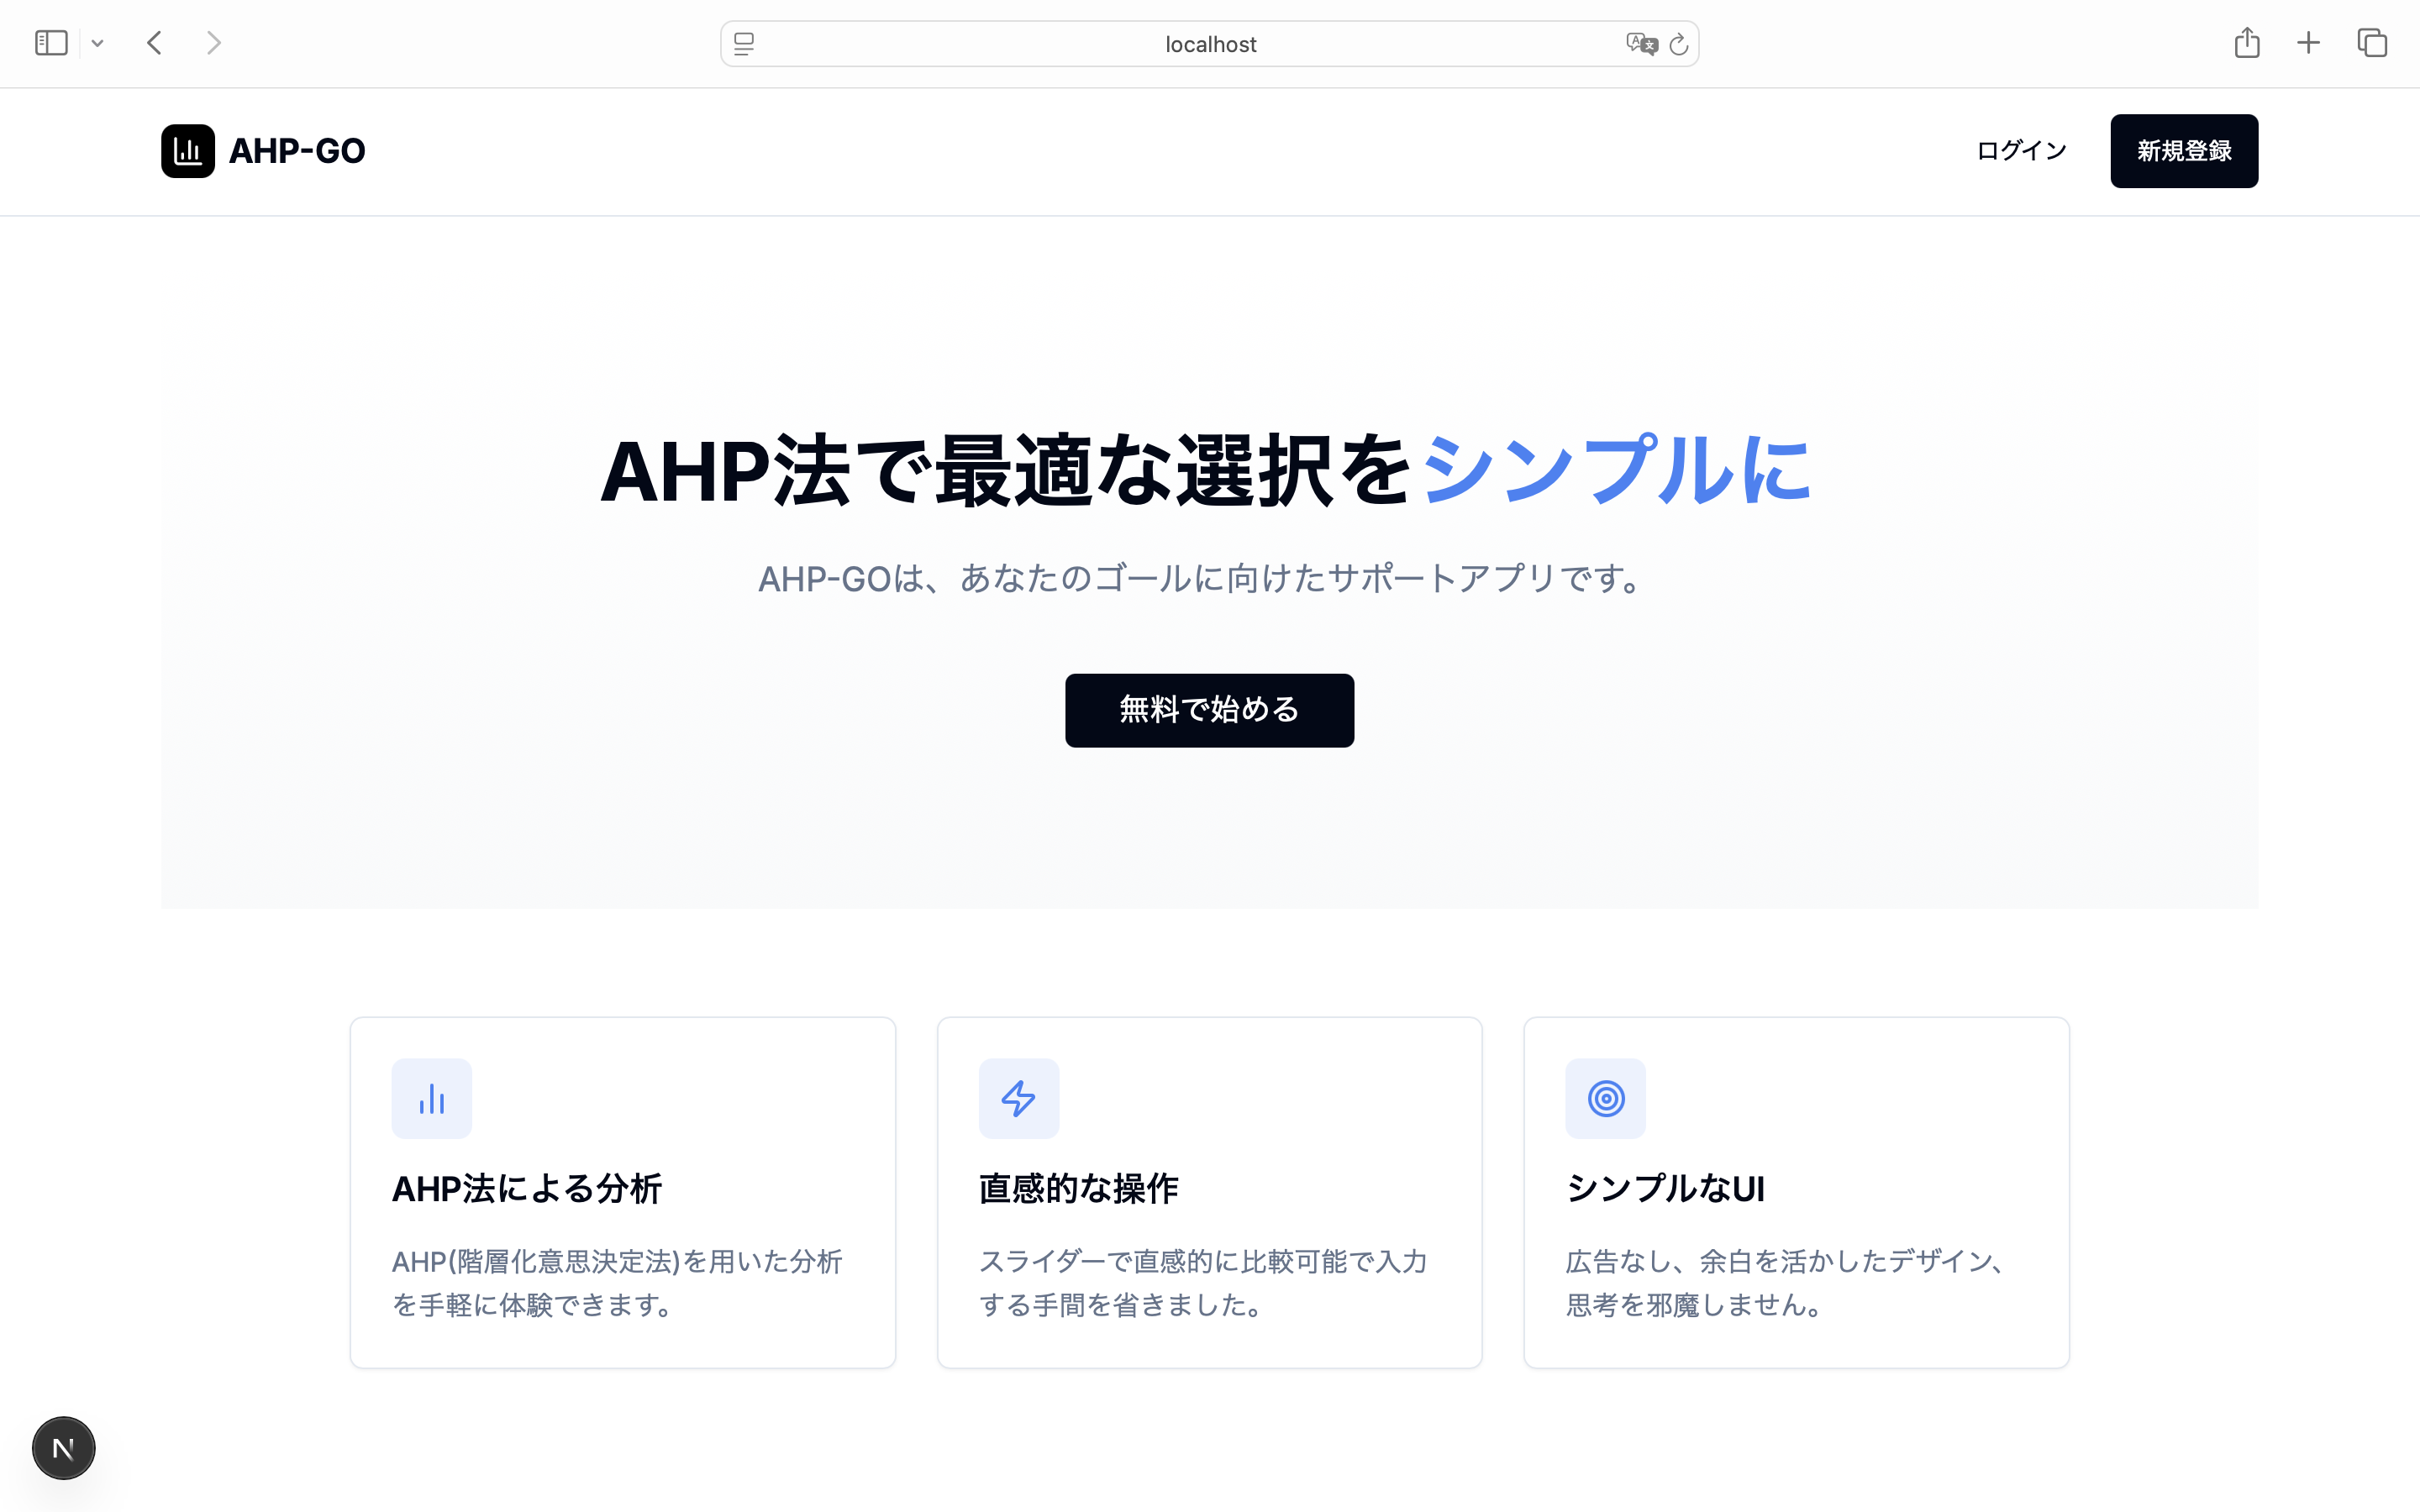 localhost
AHP-GO
ログイン
新規登録
AHP法で最適な選択をシンプルに
AHP-GOは、あなたのゴールに向けたサポートアプリです。
無料で始める
AHP法による分析
AHP(階層化意思決定法)を用いた分析
を手軽に体験できます。
直感的な操作
スライダーで直感的に比較可能で入力
する手間を省きました。
シンプルなUI
広告なし、余白を活かしたデザイン、
思考を邪魔しません。
N